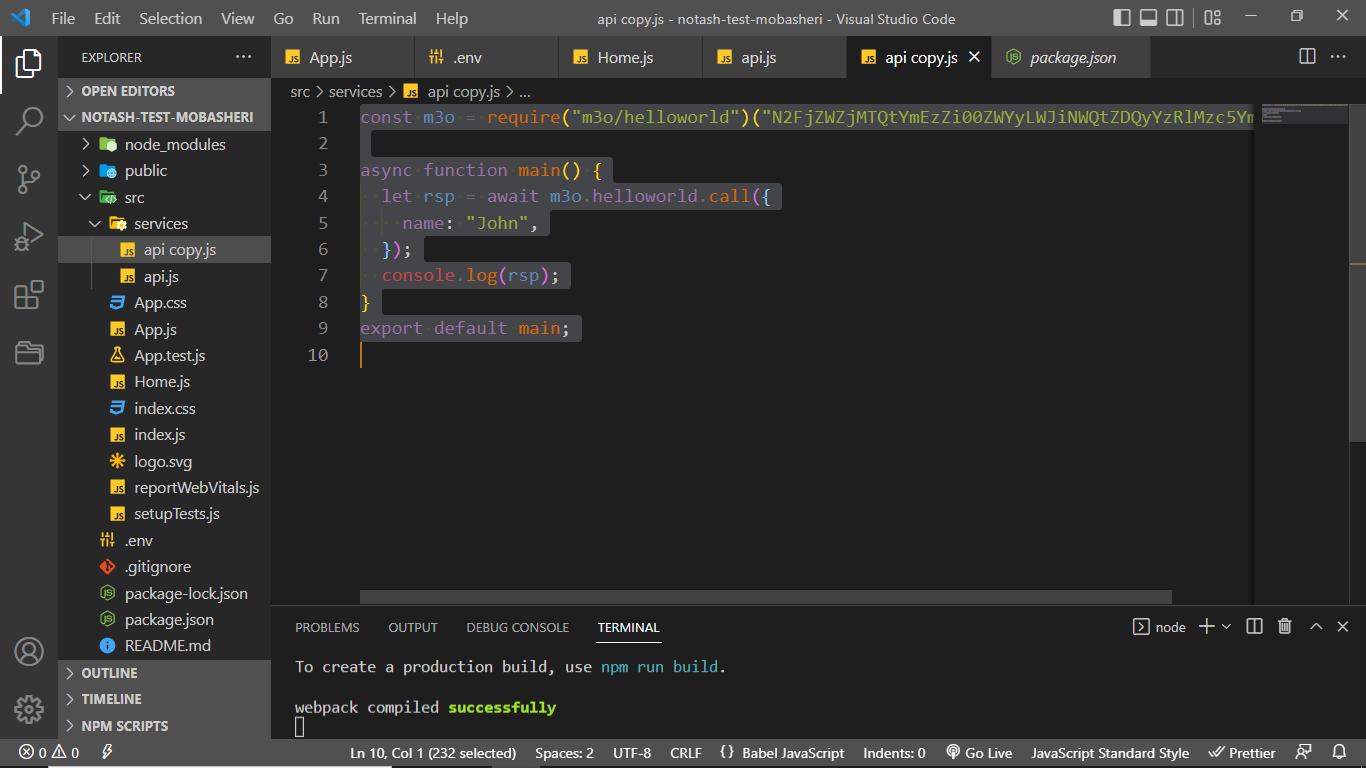 File Edit Selection View Go Run Terminal Help
api copy.js - notash-test-mobasheri - Visual Studio Code
EXPLORER
App.js .env Home.js api.js api copy.js package.json
OPEN EDITORS
NOTASH-TEST-MOBASHERI
node_modules
public
src
services
api copy.js
api.js
App.css
App.js
App.test.js
Home.js
index.css
index.js
logo.svg
reportWebVitals.js
setupTests.js
.env
.gitignore
package-lock.json
package.json
README.md
OUTLINE
TIMELINE
NPM SCRIPTS
src > services > api copy.js > ...
1 const m3o = require("m3o/helloworld")("N2FjZWZjMTQtYmEzZi00ZWYyLWJiNWQtZDQyYzRlMzc5Ym
2
3 async function main() {
4 let rsp = await m3o.helloworld.call({
5 name: "John",
6 });
7 console.log(rsp);
8 }
9 export default main;
10
PROBLEMS OUTPUT DEBUG CONSOLE TERMINAL
node
To create a production build, use npm run build.
webpack compiled successfully
0 0 Ln 10, Col 1 (232 selected) Spaces: 2 UTF-8 CRLF {} Babel JavaScript Indents: 0 Go Live JavaScript Standard Style Prettier